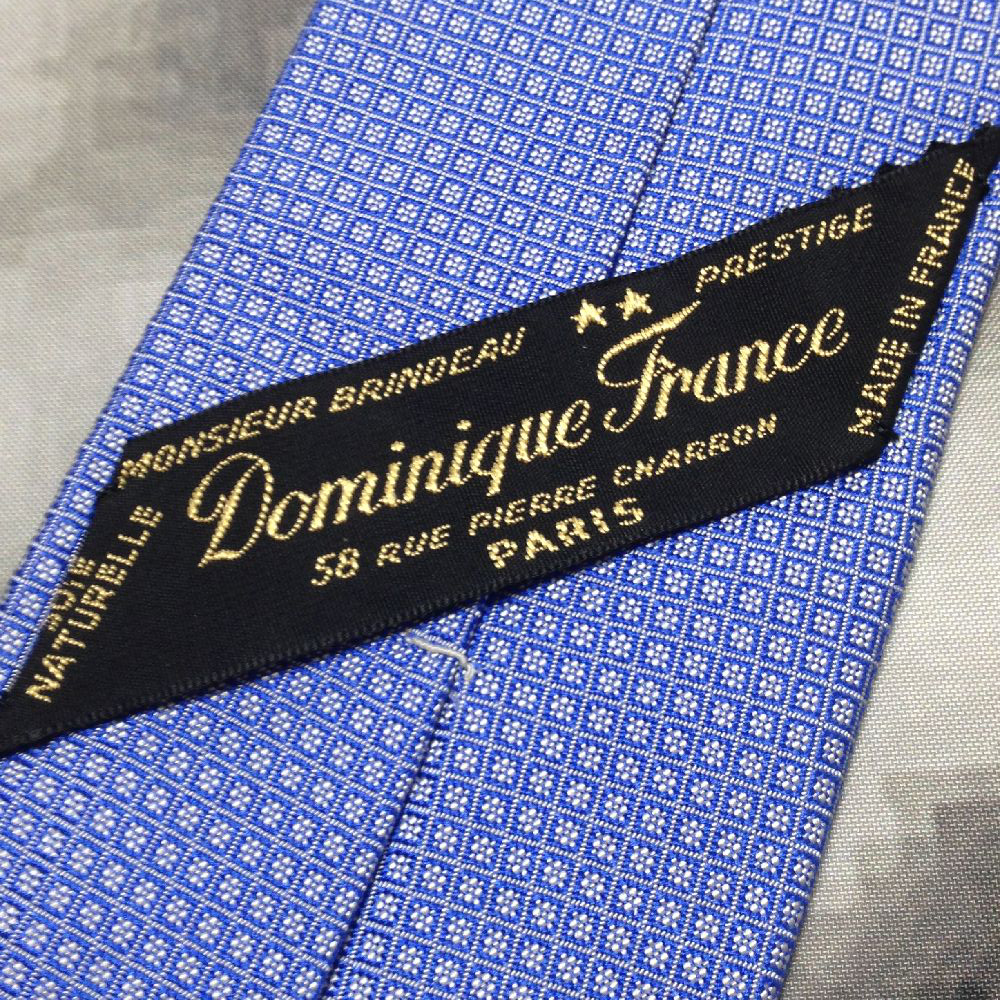 MONSIEUR BRINDEAU ★★ PRESTIGE
Dominique France
58 RUE PIERRE CHARRON
PARIS
SOIE
NATURELLE
MADE IN FRANCE